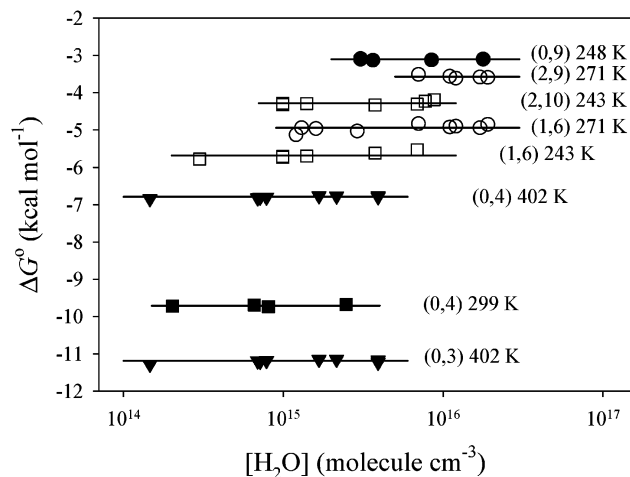 -2
-3
-4
-5
-6
-7
-8
-9
-10
-11
-12
ΔG° (kcal mol⁻¹)
(0,9) 248 K
(2,9) 271 K
(2,10) 243 K
(1,6) 271 K
(1,6) 243 K
(0,4) 402 K
(0,4) 299 K
(0,3) 402 K
10¹⁴ 10¹⁵ 10¹⁶ 10¹⁷
[H₂O] (molecule cm⁻³)